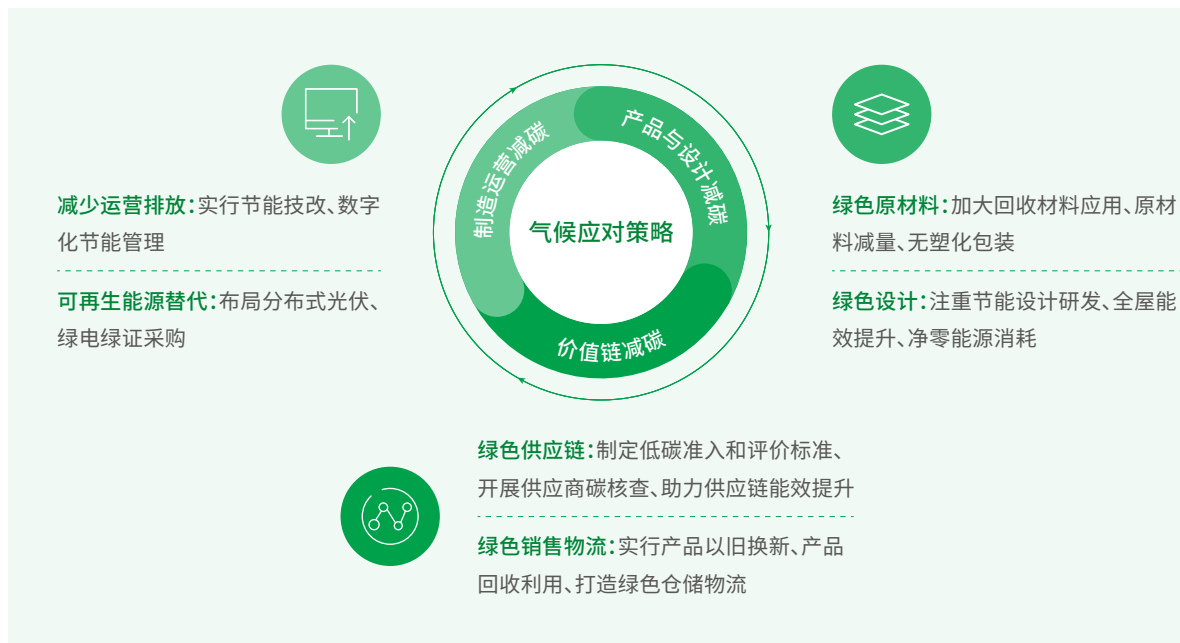 制造运营减碳
产品与设计减碳
价值链减碳
气候应对策略
减少运营排放：实行节能技改、数字
化节能管理
可再生能源替代：布局分布式光伏、
绿电绿证采购
绿色原材料：加大回收材料应用、原材
料减量、无塑化包装
绿色设计：注重节能设计研发、全屋能
效提升、净零能源消耗
绿色供应链：制定低碳准入和评价标准、
开展供应商碳核查、助力供应链能效提升
绿色销售物流：实行产品以旧换新、产品
回收利用、打造绿色仓储物流